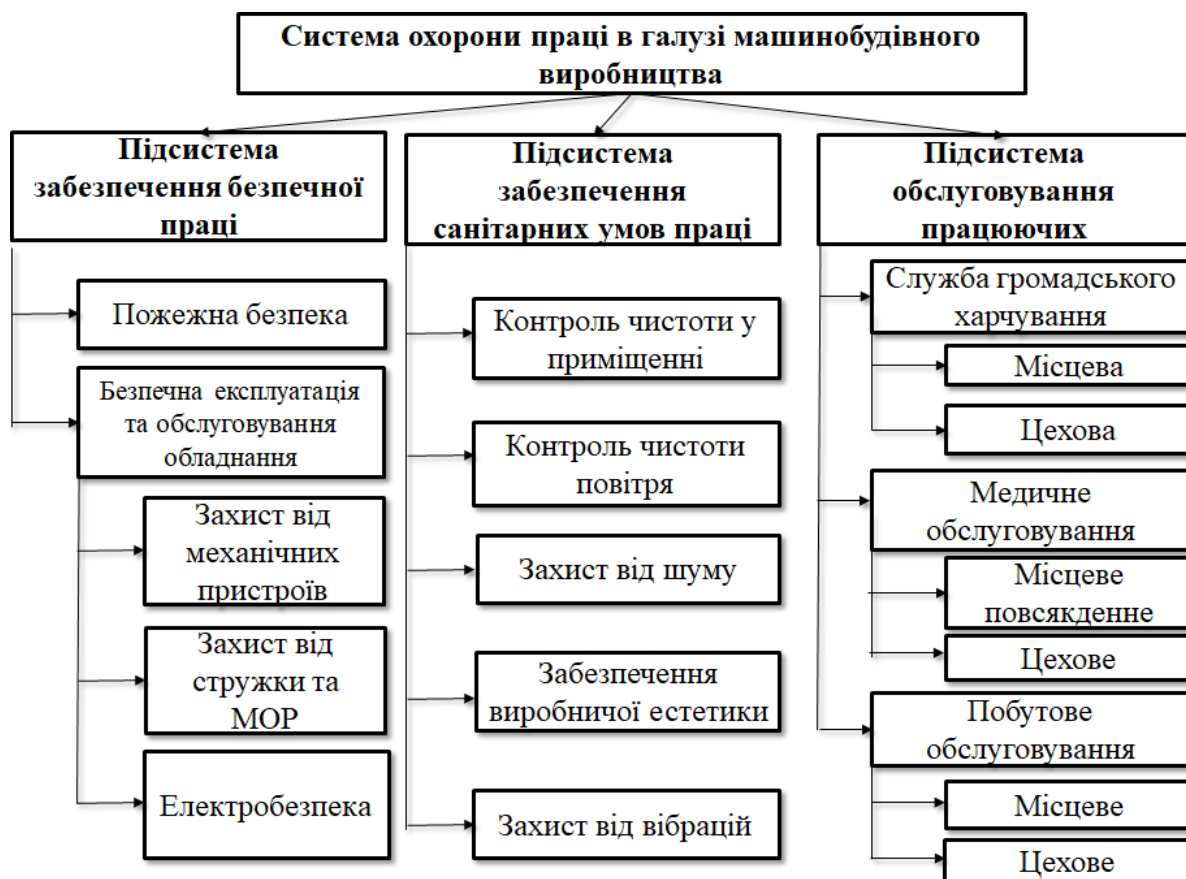 Система охорони праці в галузі машинобудівного
виробництва
Підсистема
забезпечення безпечної
праці
Пожежна безпека
Безпечна експлуатація
та обслуговування
обладнання
Захист від
механічних
пристроїв
Захист від
стружки та
МОР
Електробезпека
Підсистема
забезпечення
санітарних умов праці
Контроль чистоти у
приміщенні
Контроль чистоти
повітря
Захист від шуму
Забезпечення
виробничої естетики
Захист від вібрацій
Підсистема
обслуговування
працюючих
Служба громадського
харчування
Місцева
Цехова
Медичне
обслуговування
Місцеве
повсякденне
Цехове
Побутове
обслуговування
Місцеве
Цехове